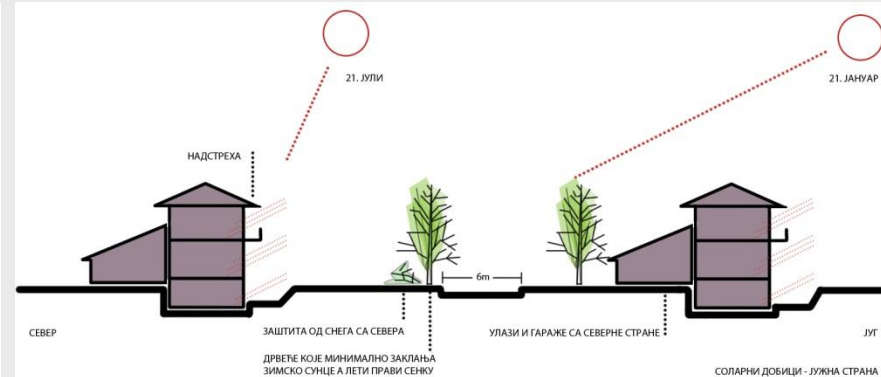 21. ЈУЛИ
21. ЈАНУАР
НАДСТРЕХА
6m
СЕВЕР
ЗАШТИТА ОД СНЕГА СА СЕВЕРА
УЛАЗИ И ГАРАЖЕ СА СЕВЕРНЕ СТРАНЕ
ЈУГ
ДРВЕЋЕ КОЈЕ МИНИМАЛНО ЗАКЛАЊА
ЗИМСКО СУНЦЕ А ЛЕТИ ПРАВИ СЕНКУ
СОЛАРНИ ДОБИЦИ - ЈУЖНА СТРАНА